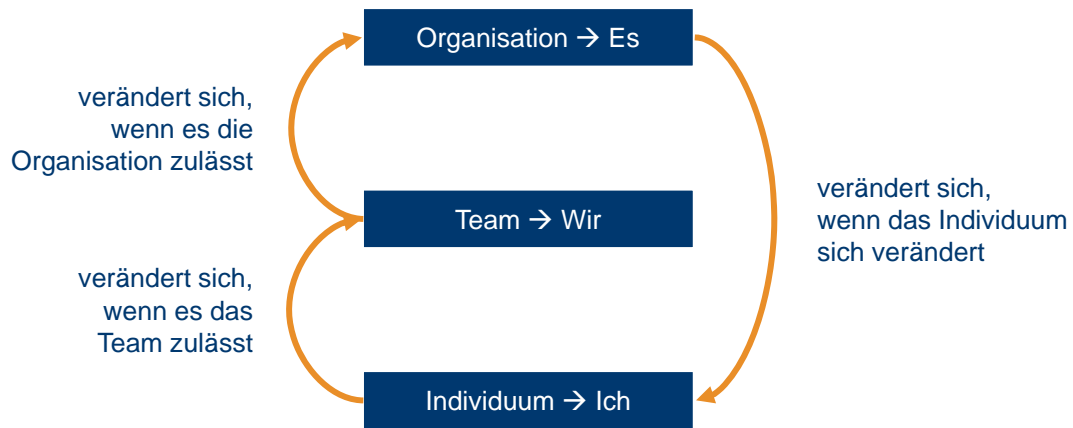 Organisation → Es
verändert sich,
wenn es die
Organisation zulässt
Team → Wir
verändert sich,
wenn das Individuum
sich verändert
verändert sich,
wenn es das
Team zulässt
Individuum → Ich